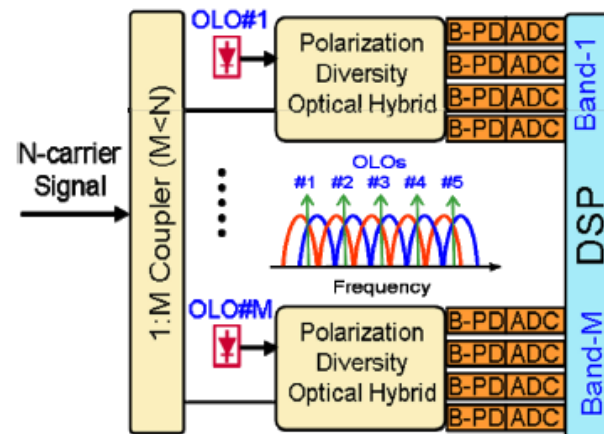 OLO#1
Polarization
Diversity
Optical Hybrid
B-PD ADC
B-PD ADC
B-PD ADC
B-PD ADC
Band-1
N-carrier
Signal
1:M Coupler (M<N)
OLOs
#1 #2 #3 #4 #5
Frequency
DSP
OLO#M
Polarization
Diversity
Optical Hybrid
B-PD ADC
B-PD ADC
B-PD ADC
B-PD ADC
Band-M